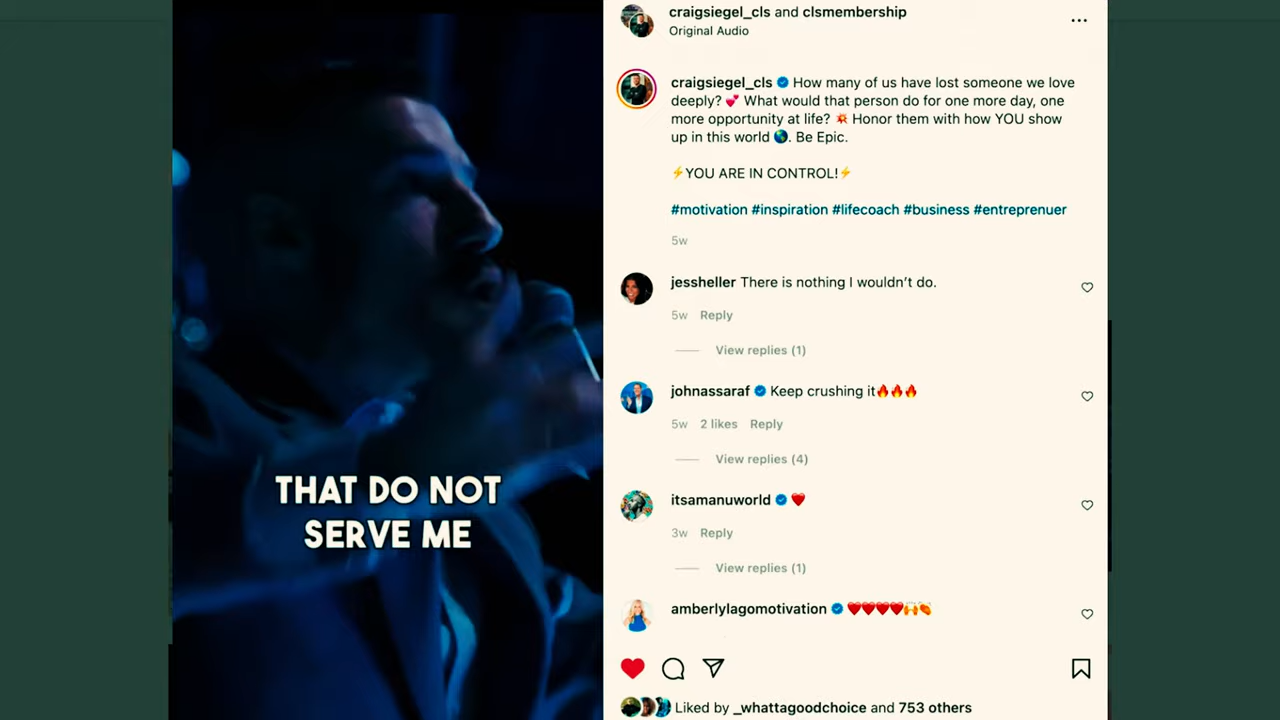 craigsiegel_cls and clsmembership
Original Audio
craigsiegel_cls How many of us have lost someone we love
deeply? 💕 What would that person do for one more day, one
more opportunity at life? 💥 Honor them with how YOU show
up in this world 🌎. Be Epic.
⚡YOU ARE IN CONTROL!⚡
#motivation #inspiration #lifecoach #business #entreprenuer
5w
jessheller There is nothing I wouldn’t do.
5w Reply
View replies (1)
johnassaraf Keep crushing it🔥🔥🔥
5w 2 likes Reply
View replies (4)
itsamanuworld ❤️
3w Reply
View replies (1)
amberlylagomotivation ❤️❤️❤️❤️🙌👏
Liked by _whattagoodchoice and 753 others
THAT DO NOT
SERVE ME